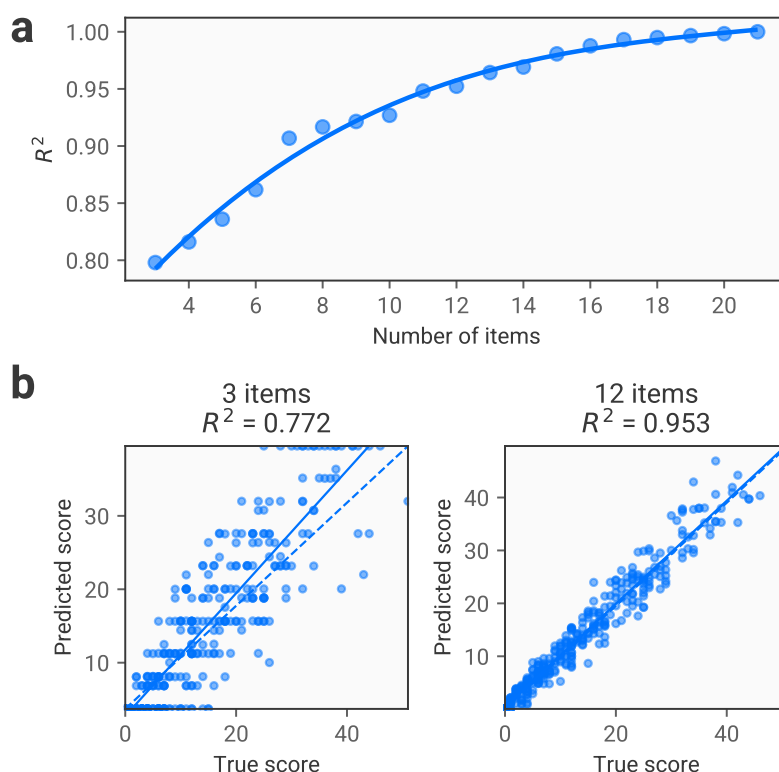 a
1.00
0.95
0.90
0.85
0.80
R²
4 6 8 10 12 14 16 18 20
Number of items
b
3 items
R² = 0.772
30
20
10
Predicted score
0 20 40
True score
12 items
R² = 0.953
40
30
20
10
Predicted score
0 20 40
True score